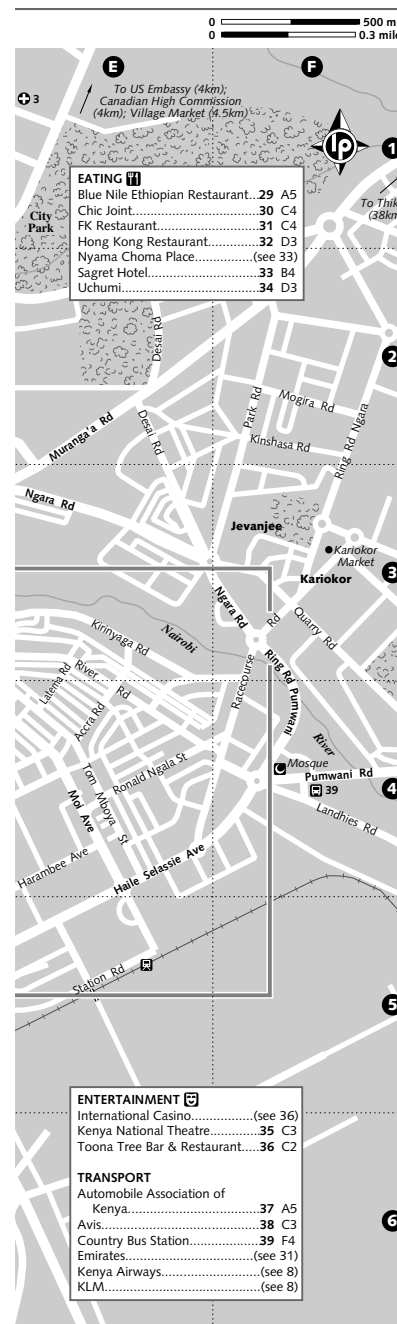 0 500 m
0 0.3 mile
E
F
3
To US Embassy (4km);
Canadian High Commission
(4km); Village Market (4.5km)
lp
1
EATING
Blue Nile Ethiopian Restaurant..29 A5
Chic Joint..........................30 C4
FK Restaurant.....................31 C4
Hong Kong Restaurant..........32 D3
Nyama Choma Place.............(see 33)
Sagret Hotel.......................33 B4
Uchumi.............................34 D3
City
Park
To Thika
(38km
2
Desai Rd
Muranga'a Rd
Desai Rd
Park Rd
Mogira Rd
Kinshasa Rd
Ring Rd Ngara
Ngara Rd
Jevanjee
Kariokor
Market
3
Kariokor
Ngara Rd
Quarry Rd
Nairobi
Kirinyaga Rd
River Rd
Latema Rd
Accra Rd
Racecourse Rd
Ring Rd Pumwani
River
Ronald Ngala St
Mosque
Pumwani Rd
39
4
Landhies Rd
Tom Mboya St
Moi Ave
Harambee Ave
Haile Selassie Ave
Station Rd
5
ENTERTAINMENT
International Casino.................(see 36)
Kenya National Theatre..........35 C3
Toona Tree Bar & Restaurant....36 C2
TRANSPORT
Automobile Association of
Kenya..............................37 A5
Avis..................................38 C3
Country Bus Station..............39 F4
Emirates............................(see 31)
Kenya Airways.....................(see 8)
KLM..................................(see 8)
6